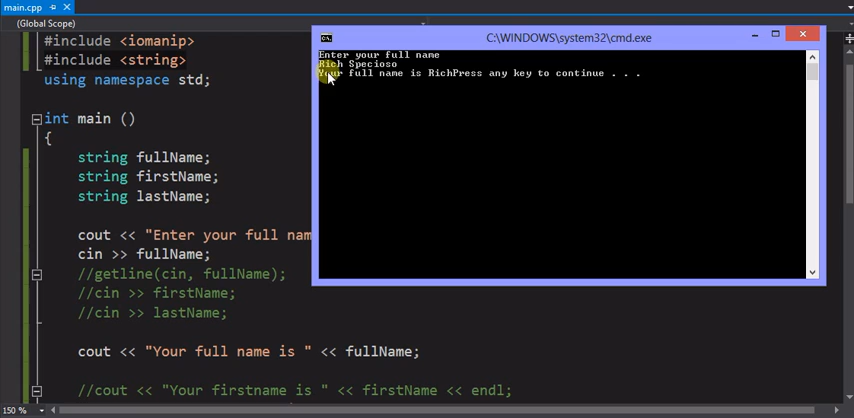 main.cpp
(Global Scope)
#include <iomanip>
#include <string>
using namespace std;
int main ()
{
string fullName;
string firstName;
string lastName;
cout << "Enter your full nam
cin >> fullName;
//getline(cin, fullName);
//cin >> firstName;
//cin >> lastName;
cout << "Your full name is " << fullName;
//cout << "Your firstname is " << firstName << endl;
150 %
C:\WINDOWS\system32\cmd.exe
Enter your full name
Rich Specioso
Your full name is RichPress any key to continue . . .